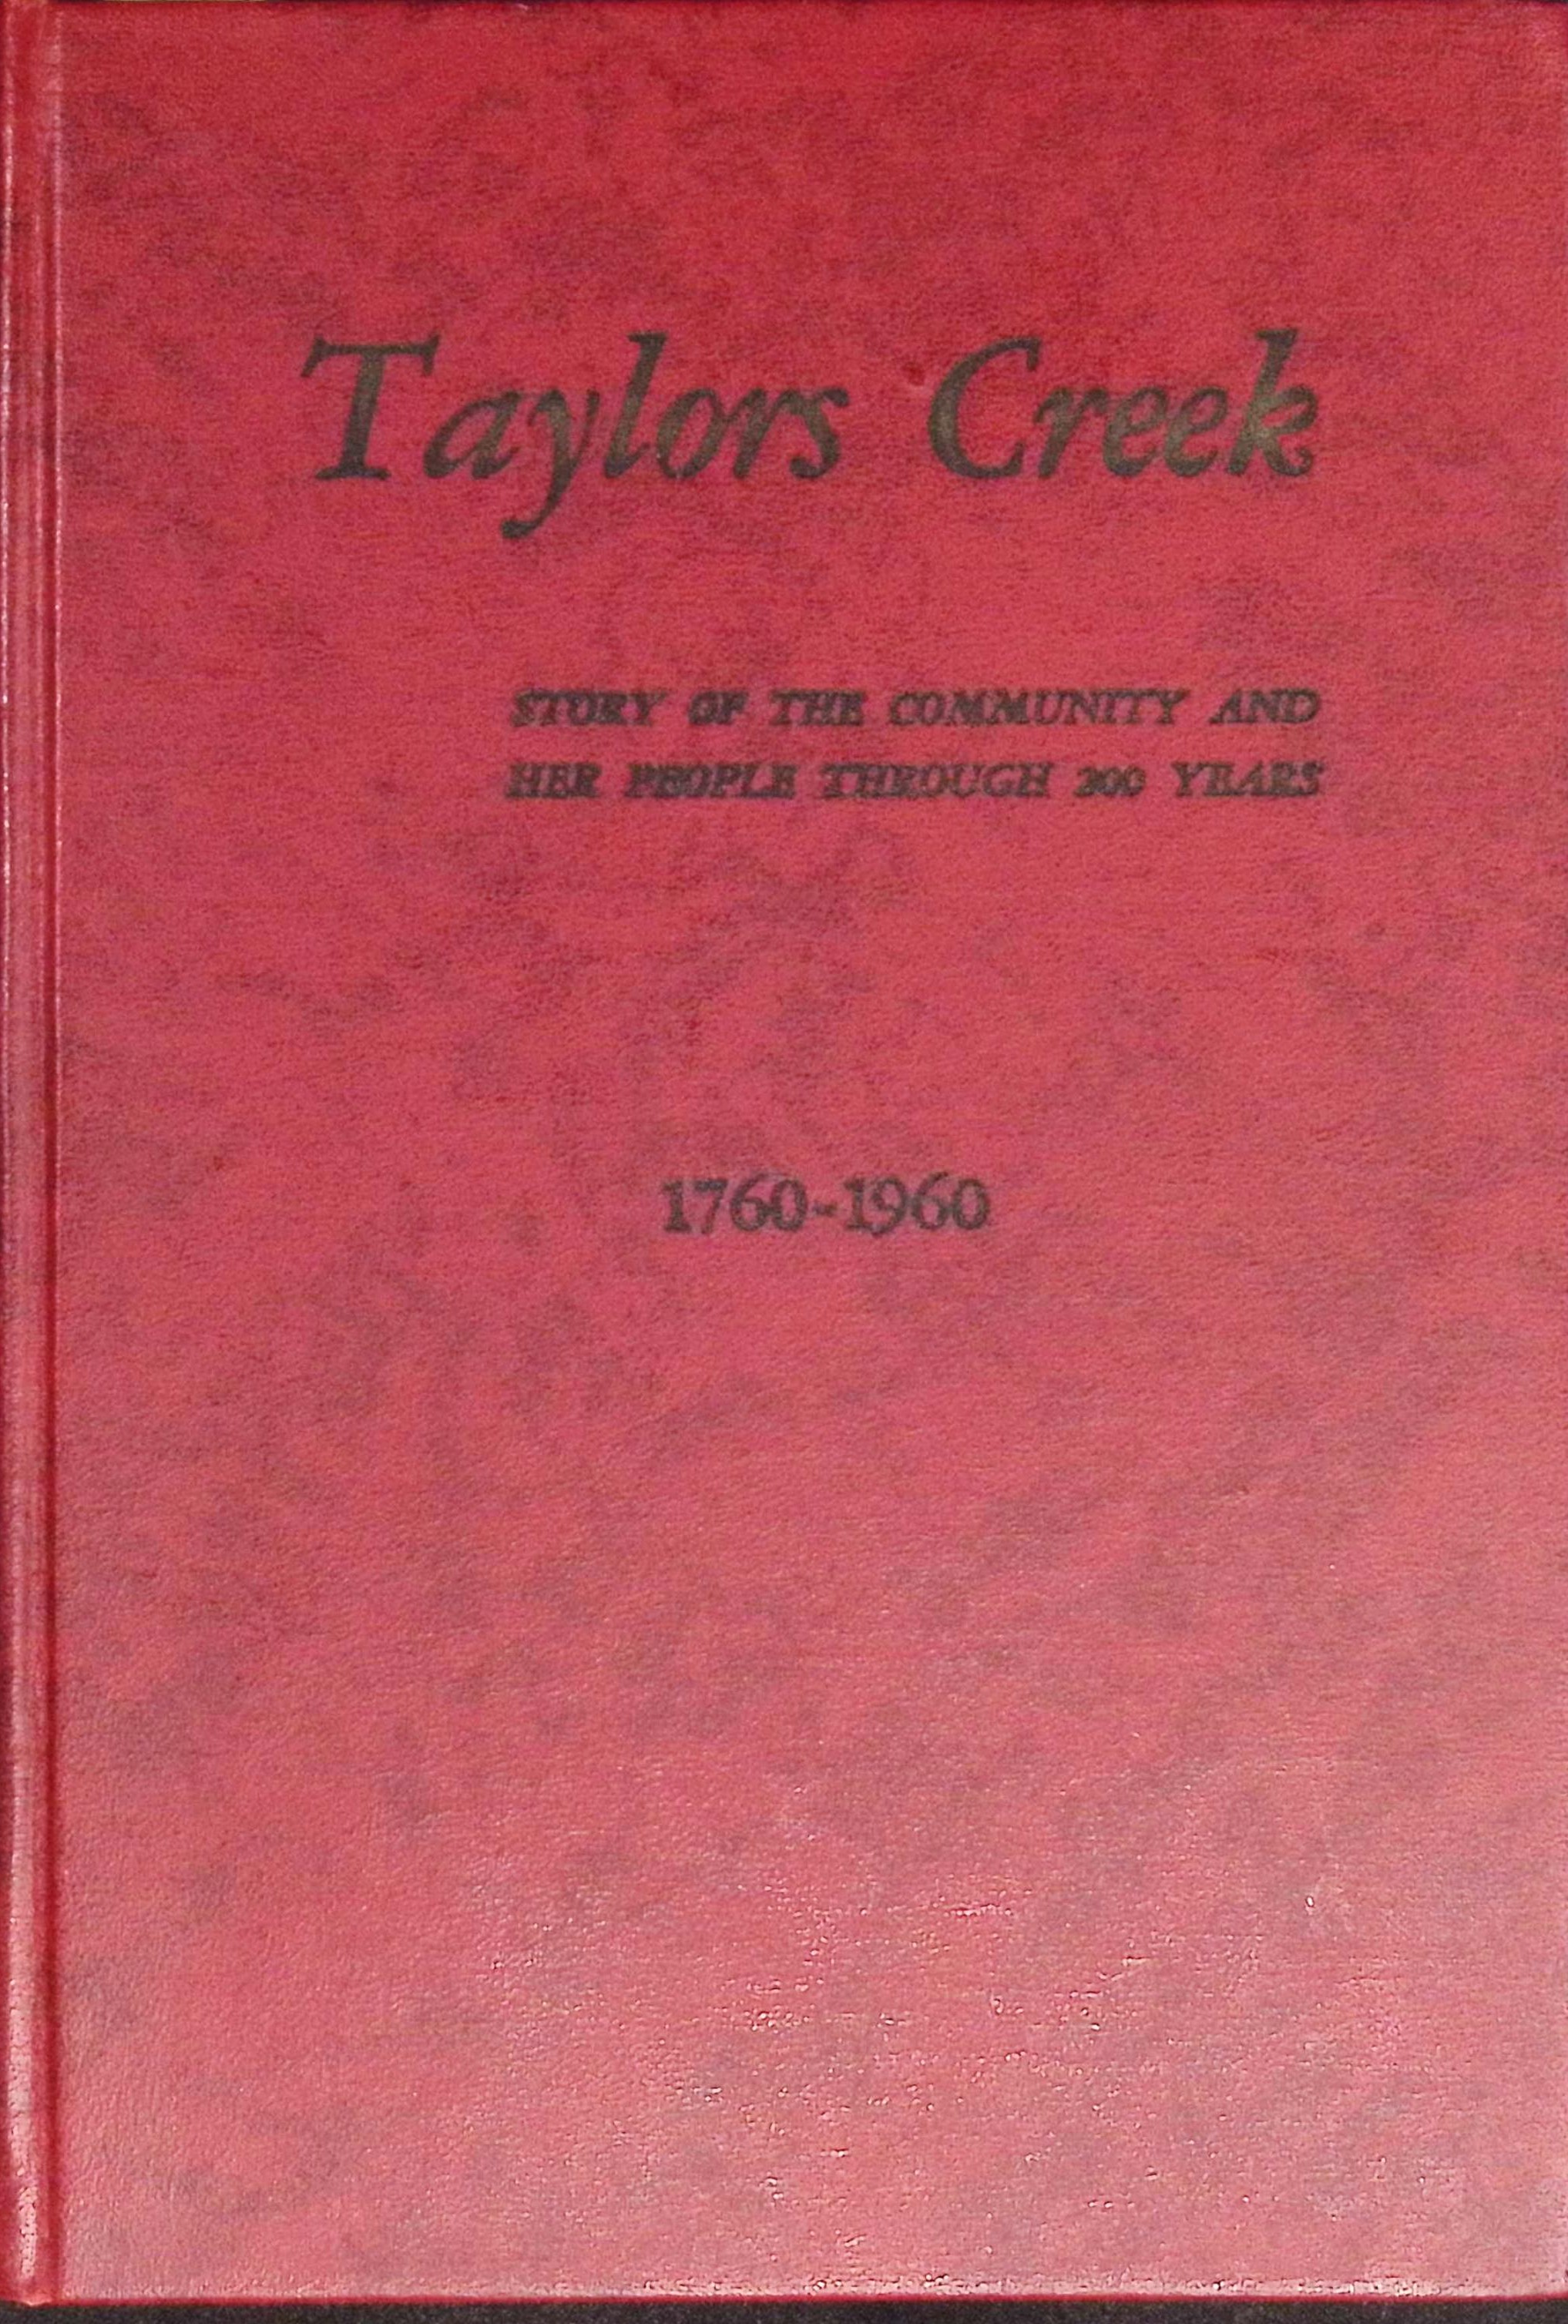 Taylors Creek
STORY OF THE COMMUNITY AND
HER PEOPLE THROUGH 200 YEARS
1760-1960